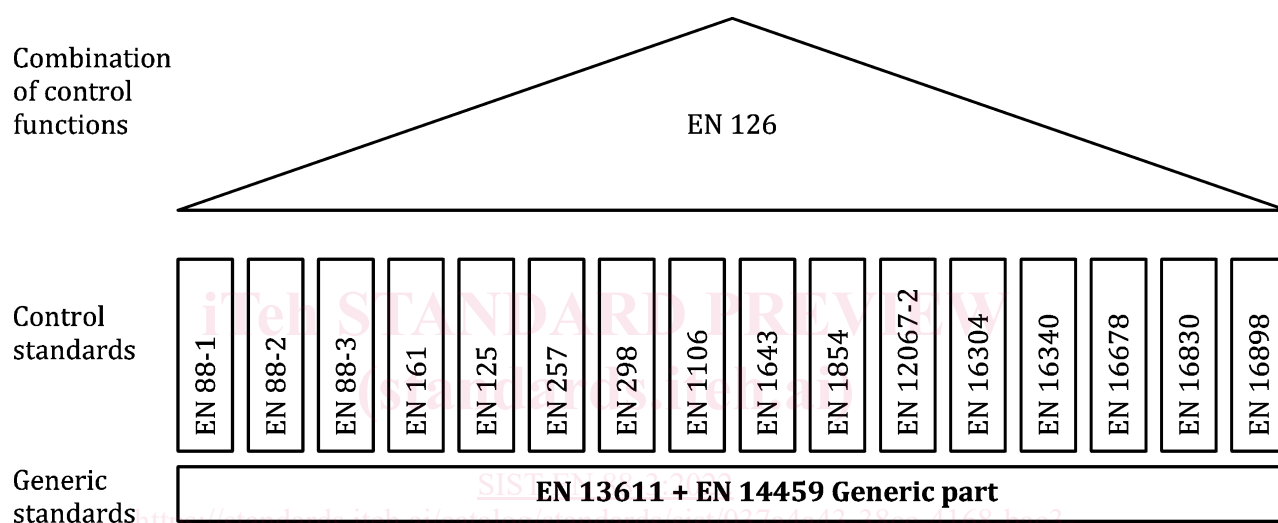 Combination
of control
functions
EN 126
Control
standards
EN 88-1
EN 88-2
EN 88-3
EN 161
EN 125
EN 257
EN 298
EN 1106
EN 1643
EN 1854
EN 12067-2
EN 16304
EN 16340
EN 16678
EN 16830
EN 16898
iTeh STANDARD PREVIEW
(standards.iteh.ai)
Generic
standards
EN 13611 + EN 14459 Generic part